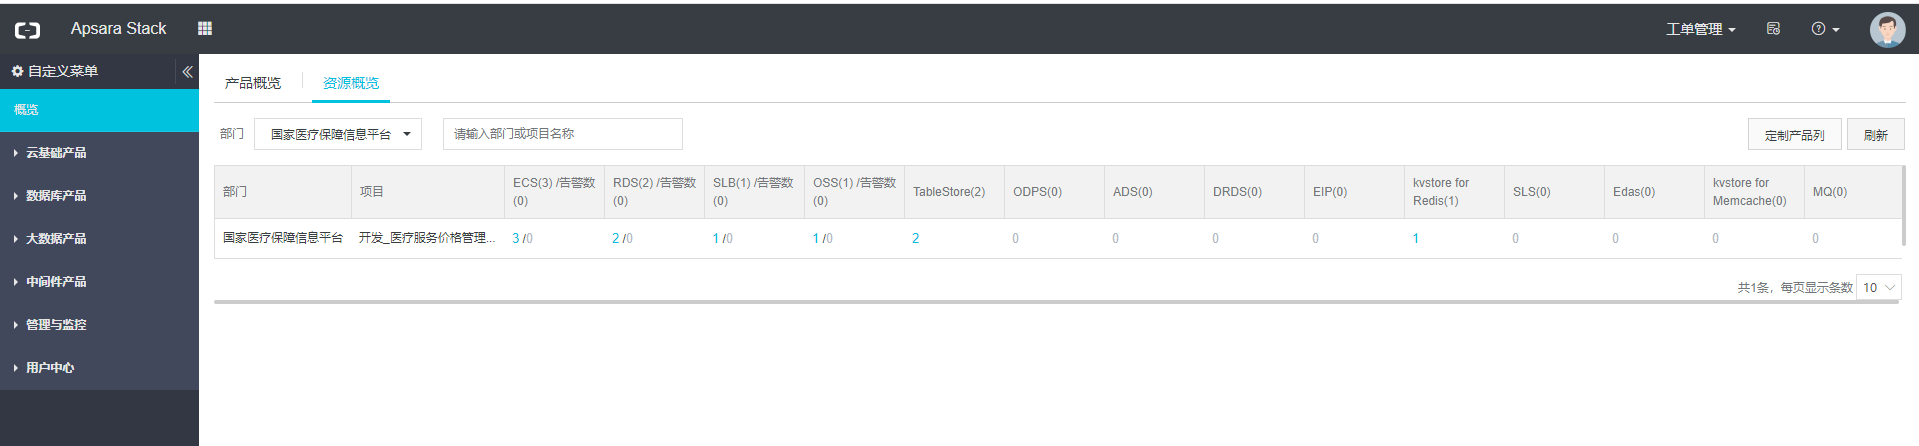 Apsara Stack
工单管理
自定义菜单
概览
云基础产品
数据库产品
大数据产品
中间件产品
管理与监控
用户中心
产品概览
资源概览
部门
国家医疗保障信息平台
请输入部门或项目名称
定制产品列
刷新
部门
项目
ECS(3) /告警数
(0)
RDS(2) /告警数
(0)
SLB(1) /告警数
(0)
OSS(1) /告警数
(0)
TableStore(2)
ODPS(0)
ADS(0)
DRDS(0)
EIP(0)
kvstore for
Redis(1)
SLS(0)
Edas(0)
kvstore for
Memcache(0)
MQ(0)
国家医疗保障信息平台
开发_医疗服务价格管理...
3 /0
2 /0
1 /0
1 /0
2
0
0
0
0
1
0
0
0
0
共1条，每页显示条数
10